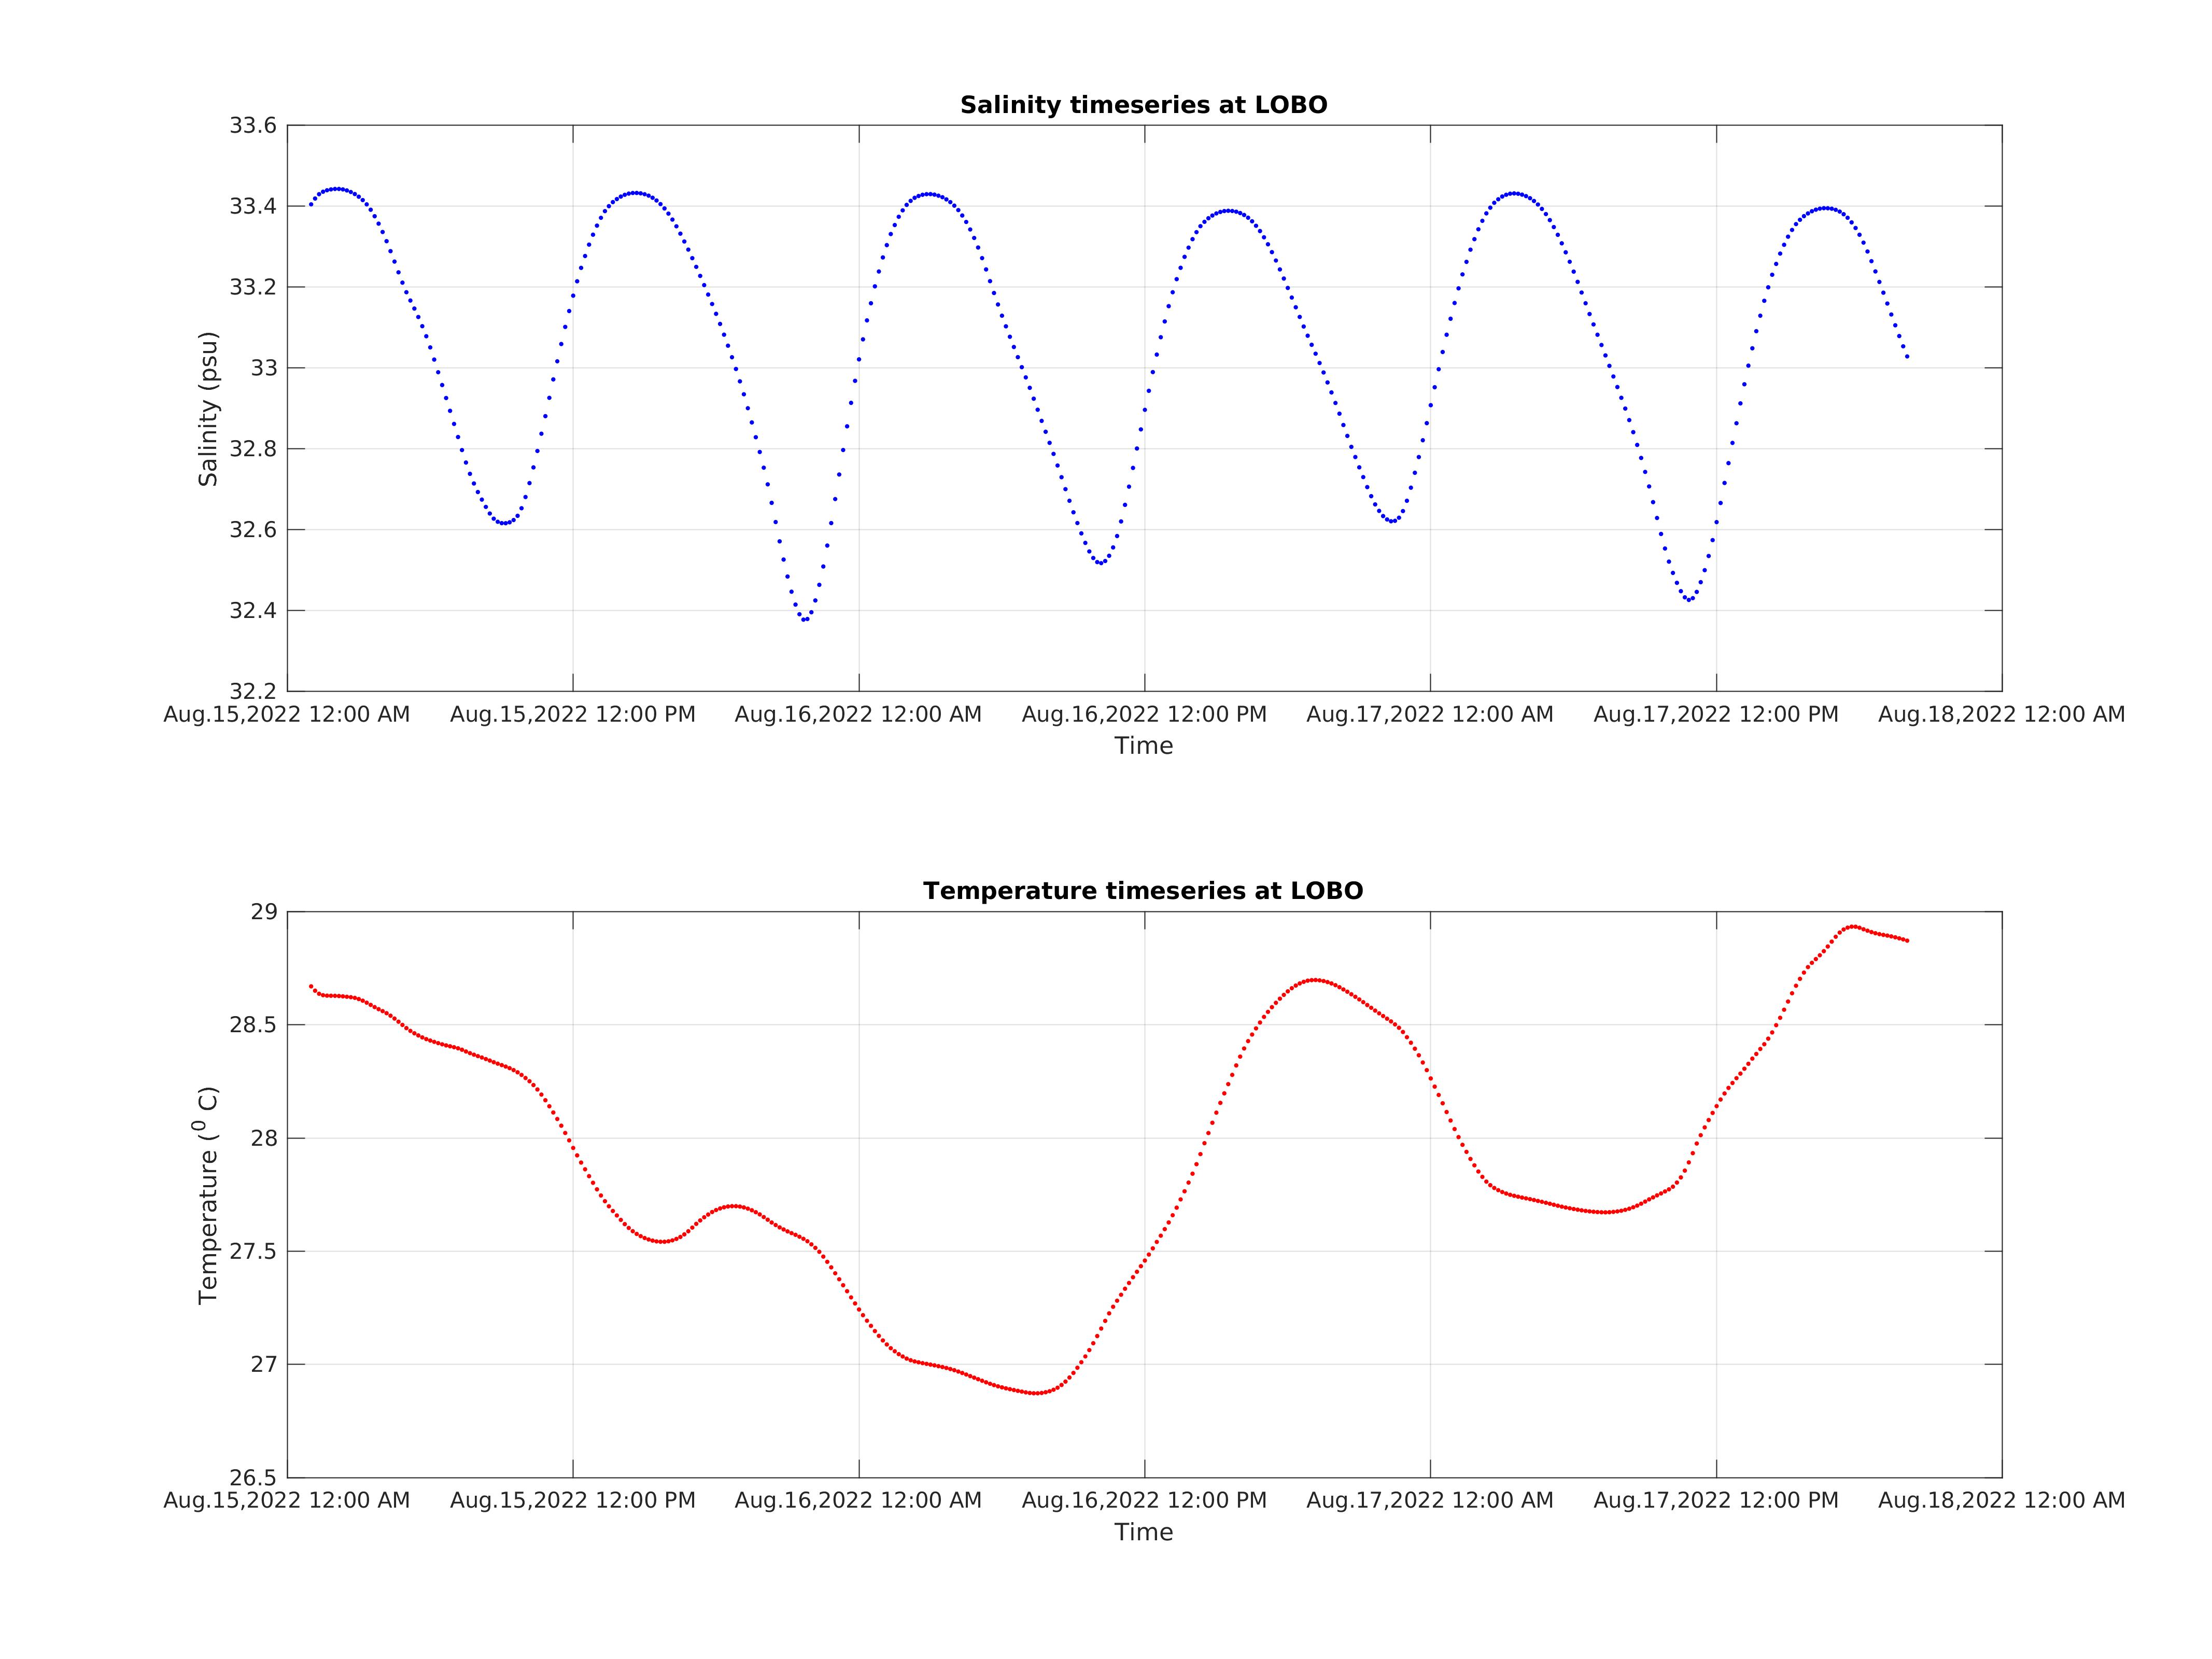 Salinity timeseries at LOBO
33.6
33.4
33.2
33
32.8
32.6
32.4
32.2
Salinity (psu)
Aug.15,2022 12:00 AM Aug.15,2022 12:00 PM Aug.16,2022 12:00 AM Aug.16,2022 12:00 PM Aug.17,2022 12:00 AM Aug.17,2022 12:00 PM Aug.18,2022 12:00 AM
Time
Temperature timeseries at LOBO
29
28.5
28
27.5
27
26.5
Temperature (⁰ C)
Aug.15,2022 12:00 AM Aug.15,2022 12:00 PM Aug.16,2022 12:00 AM Aug.16,2022 12:00 PM Aug.17,2022 12:00 AM Aug.17,2022 12:00 PM Aug.18,2022 12:00 AM
Time